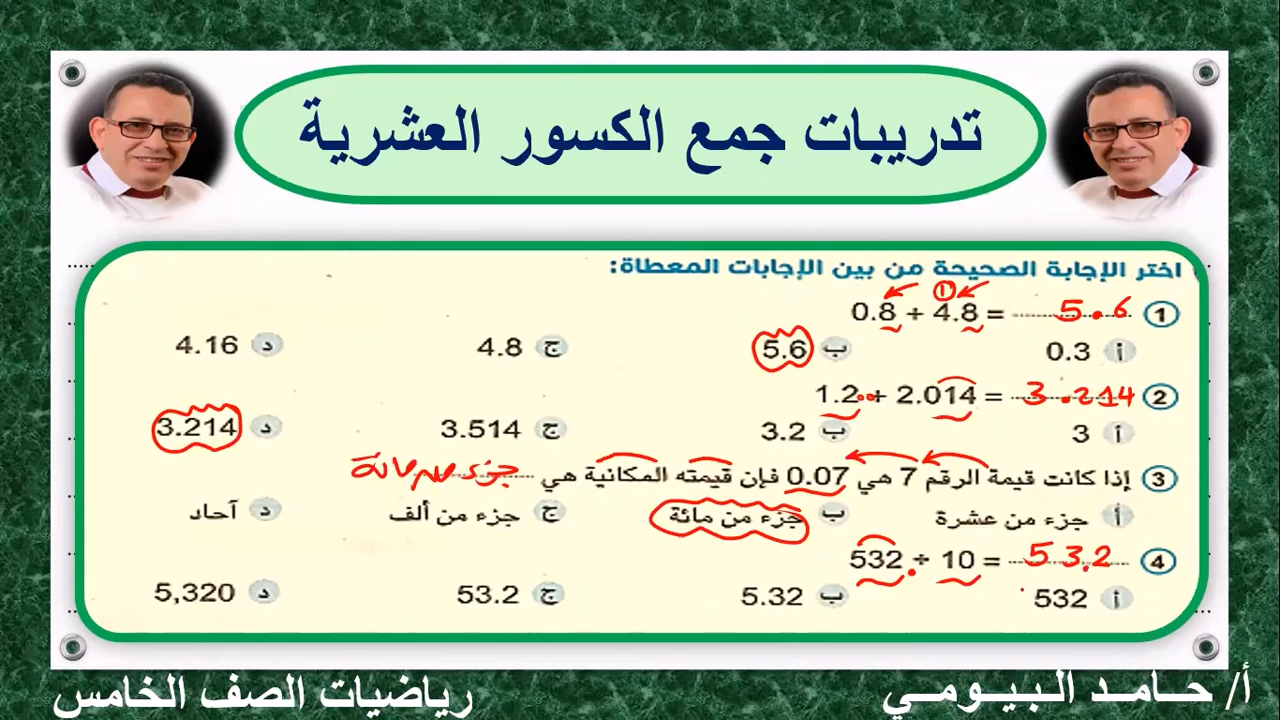 تدريبات جمع الكسور العشرية
اختر الإجابة الصحيحة من بين الإجابات المعطاة:
1 0.8 + 4.8 = 5.6 ①
أ 0.3 ب 5.6 ج 4.8 د 4.16
2 1.2 + 2.014 = 3.214
أ 3 ب 3.2 ج 3.514 د 3.214
3 إذا كانت قيمة الرقم 7 هي 0.07 فإن قيمته المكانية هي جزء من مائة
أ جزء من عشرة ب جزء من مائة ج جزء من ألف د آحاد
4 532 ÷ 10 = 53.2
أ 532 ب 5.32 ج 53.2 د 5,320
أ/ حـامـد الـبـيـومـي
رياضيات الصف الخامس